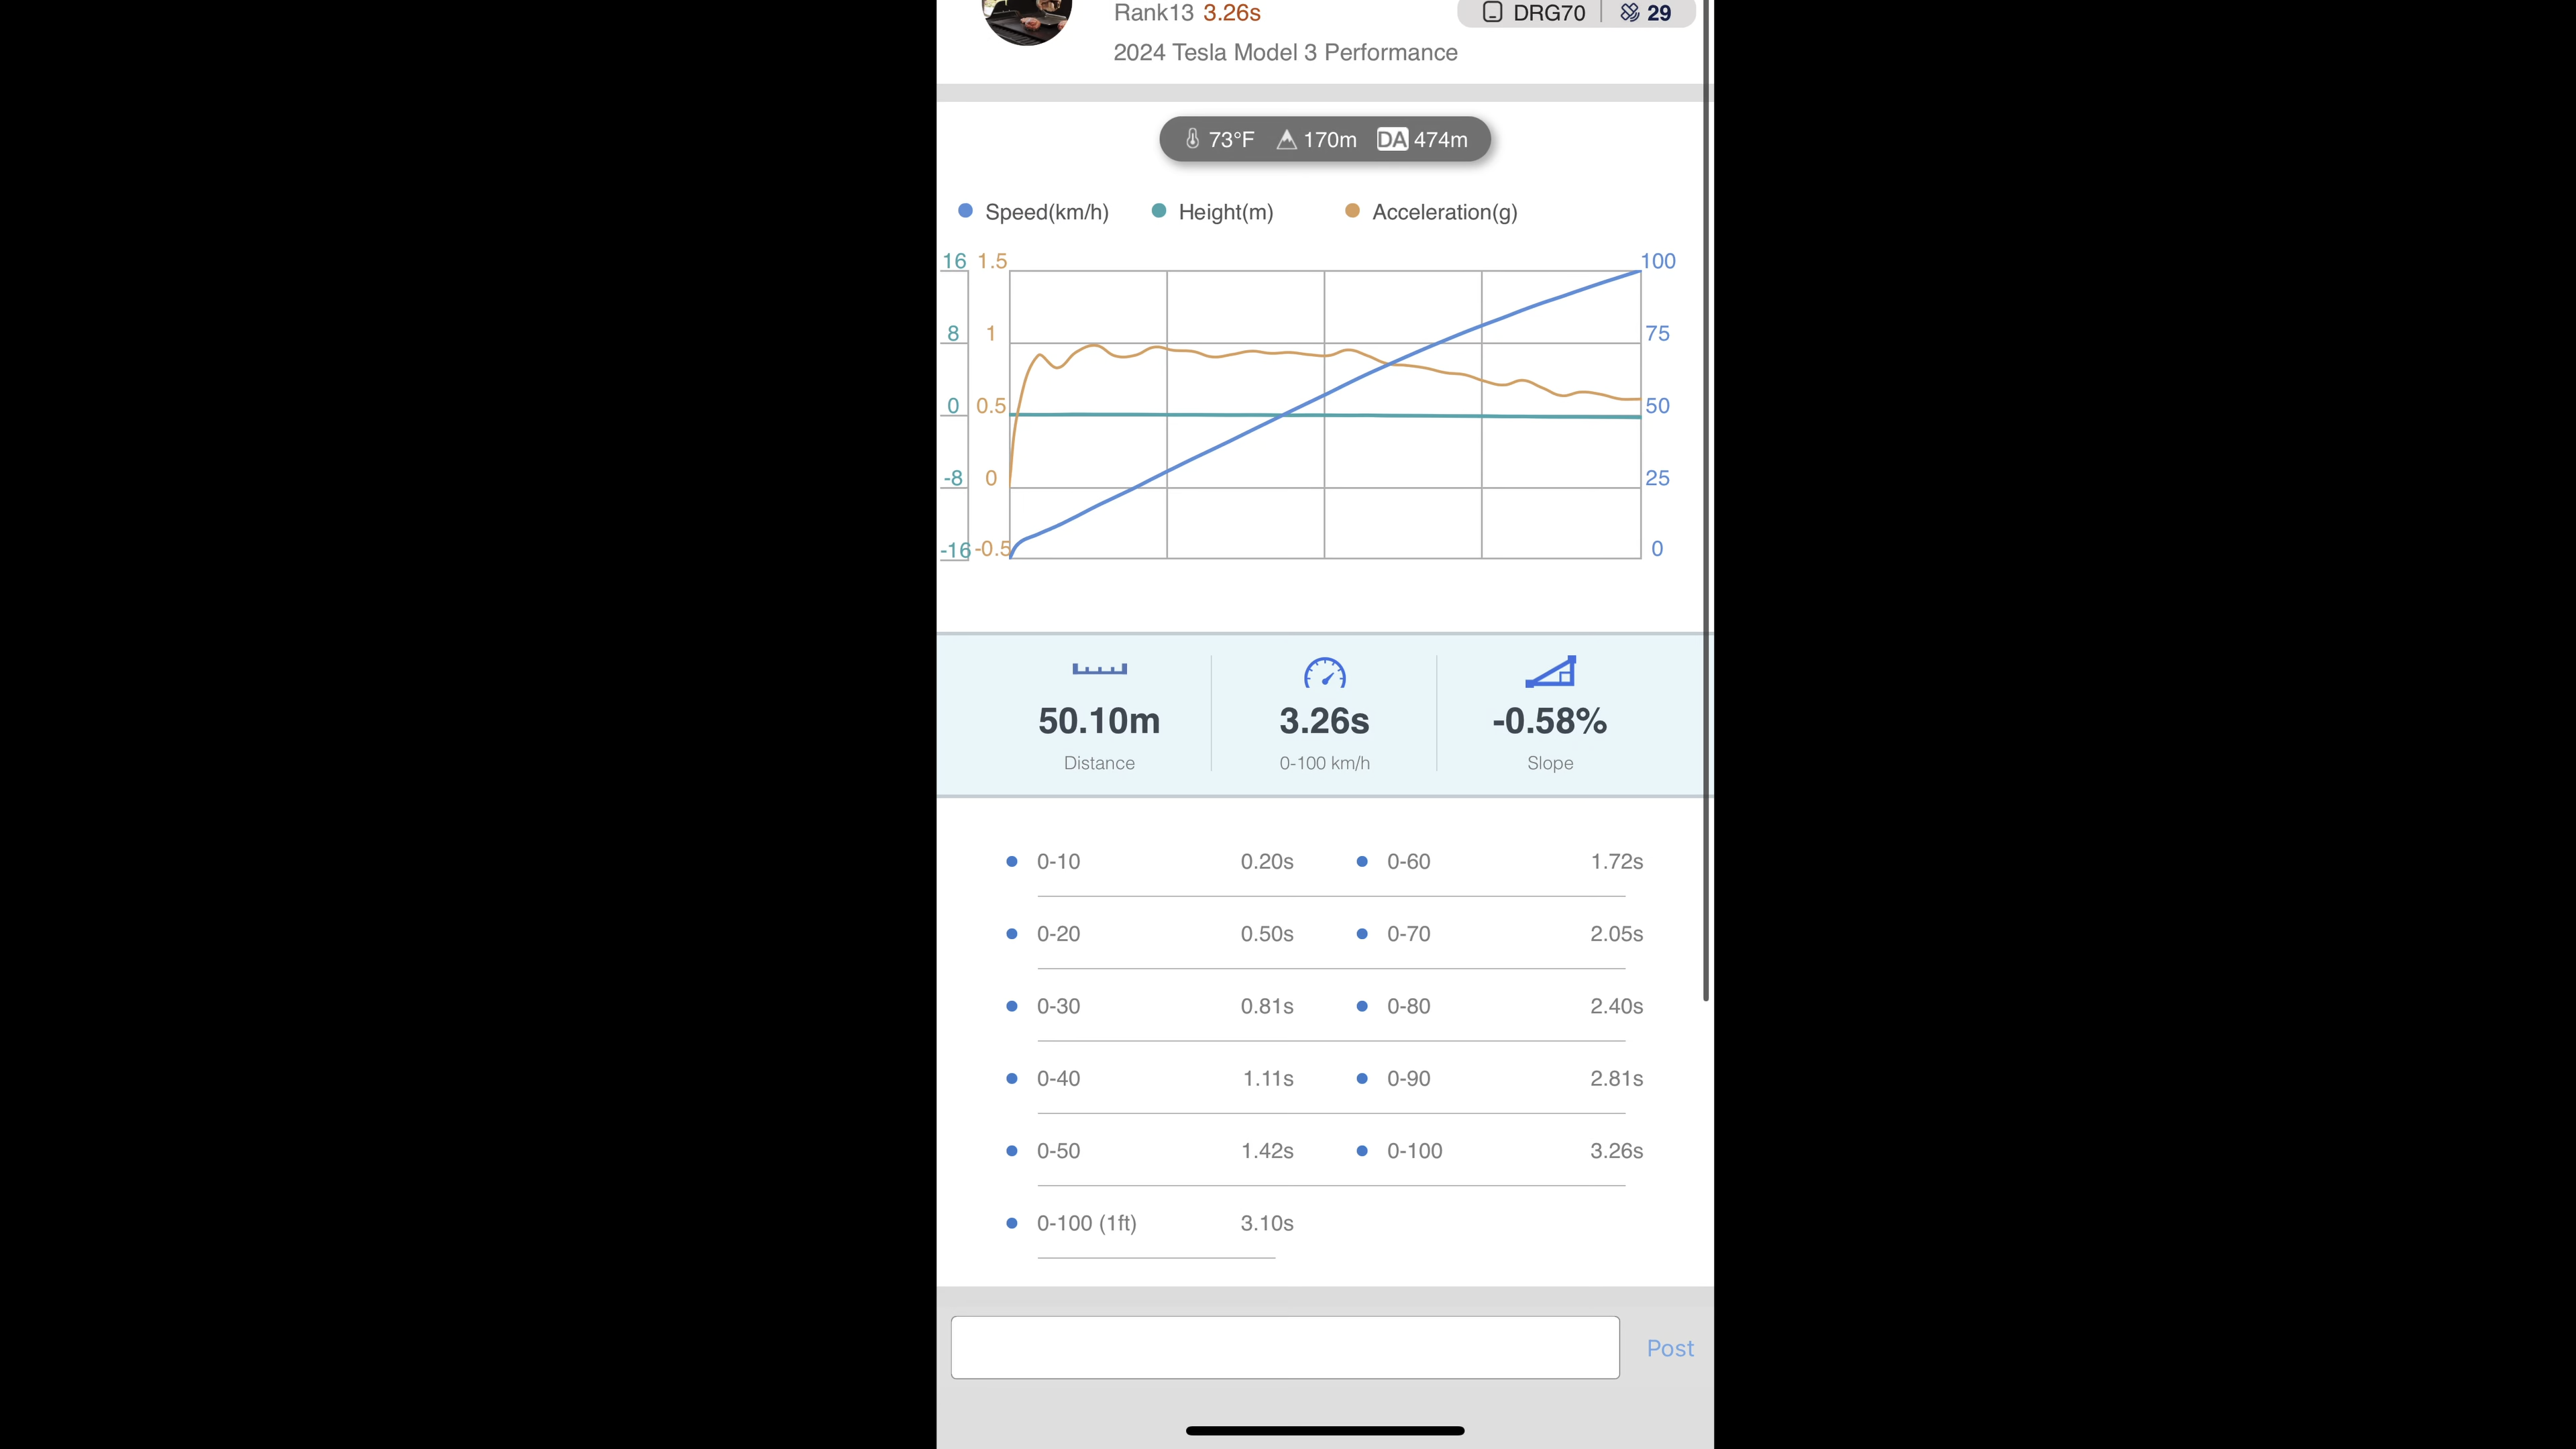 Rank13 3.26s DRG70 29
2024 Tesla Model 3 Performance
73°F 170m DA 474m
Speed(km/h) Height(m) Acceleration(g)
16 1.5 100
8 1 75
0 0.5 50
-8 0 25
-16 -0.5 0
50.10m 3.26s -0.58%
Distance 0-100 km/h Slope
0-10 0.20s 0-60 1.72s
0-20 0.50s 0-70 2.05s
0-30 0.81s 0-80 2.40s
0-40 1.11s 0-90 2.81s
0-50 1.42s 0-100 3.26s
0-100 (1ft) 3.10s
Post